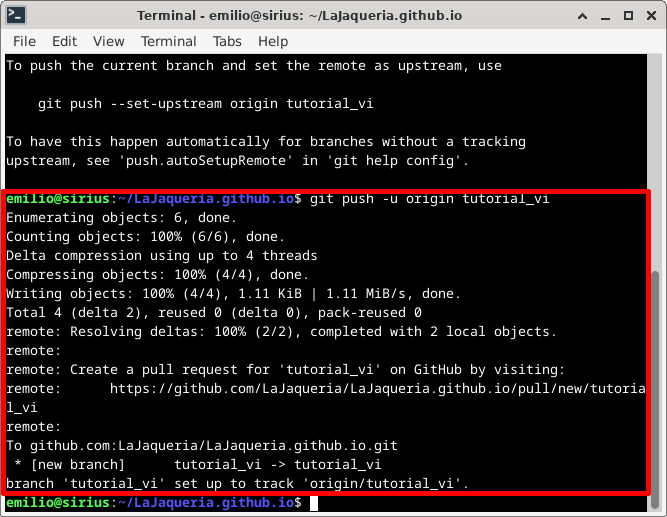 Terminal - emilio@sirius: ~/LaJaqueria.github.io
File Edit View Terminal Tabs Help
To push the current branch and set the remote as upstream, use
git push --set-upstream origin tutorial_vi
To have this happen automatically for branches without a tracking
upstream, see 'push.autoSetupRemote' in 'git help config'.
emilio@sirius:~/LaJaqueria.github.io$ git push -u origin tutorial_vi
Enumerating objects: 6, done.
Counting objects: 100% (6/6), done.
Delta compression using up to 4 threads
Compressing objects: 100% (4/4), done.
Writing objects: 100% (4/4), 1.11 KiB | 1.11 MiB/s, done.
Total 4 (delta 2), reused 0 (delta 0), pack-reused 0
remote: Resolving deltas: 100% (2/2), completed with 2 local objects.
remote:
remote: Create a pull request for 'tutorial_vi' on GitHub by visiting:
remote:      https://github.com/LaJaqueria/LaJaqueria.github.io/pull/new/tutoria
l_vi
remote:
To github.com:LaJaqueria/LaJaqueria.github.io.git
 * [new branch]      tutorial_vi -> tutorial_vi
branch 'tutorial_vi' set up to track 'origin/tutorial_vi'.
emilio@sirius:~/LaJaqueria.github.io$